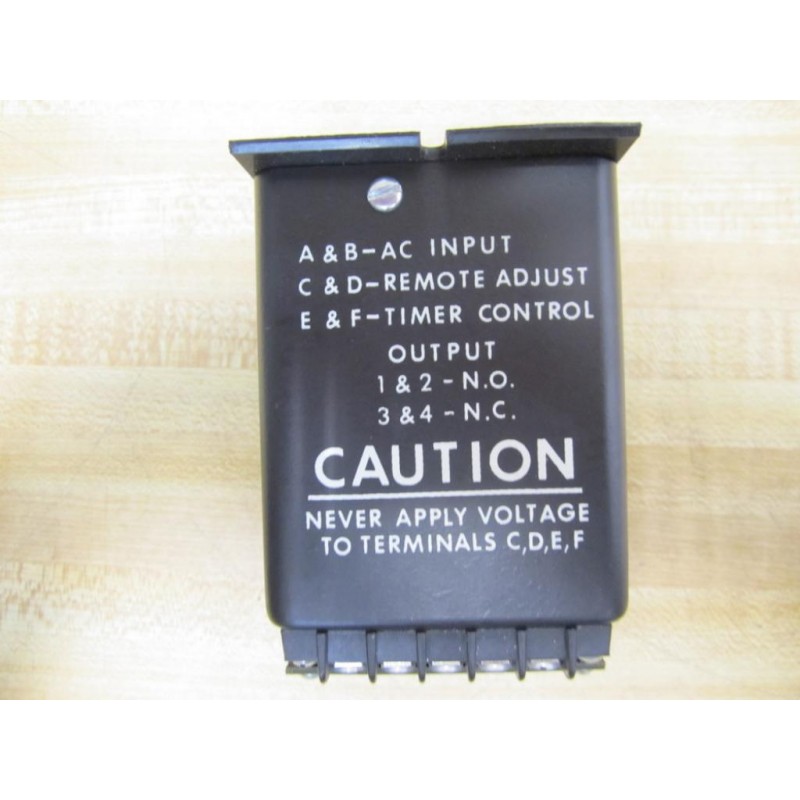 A & B-AC INPUT
C & D-REMOTE ADJUST
E & F-TIMER CONTROL
OUTPUT
1 & 2 - N.O.
3 & 4 - N.C.
CAUTION
NEVER APPLY VOLTAGE
TO TERMINALS C,D,E,F